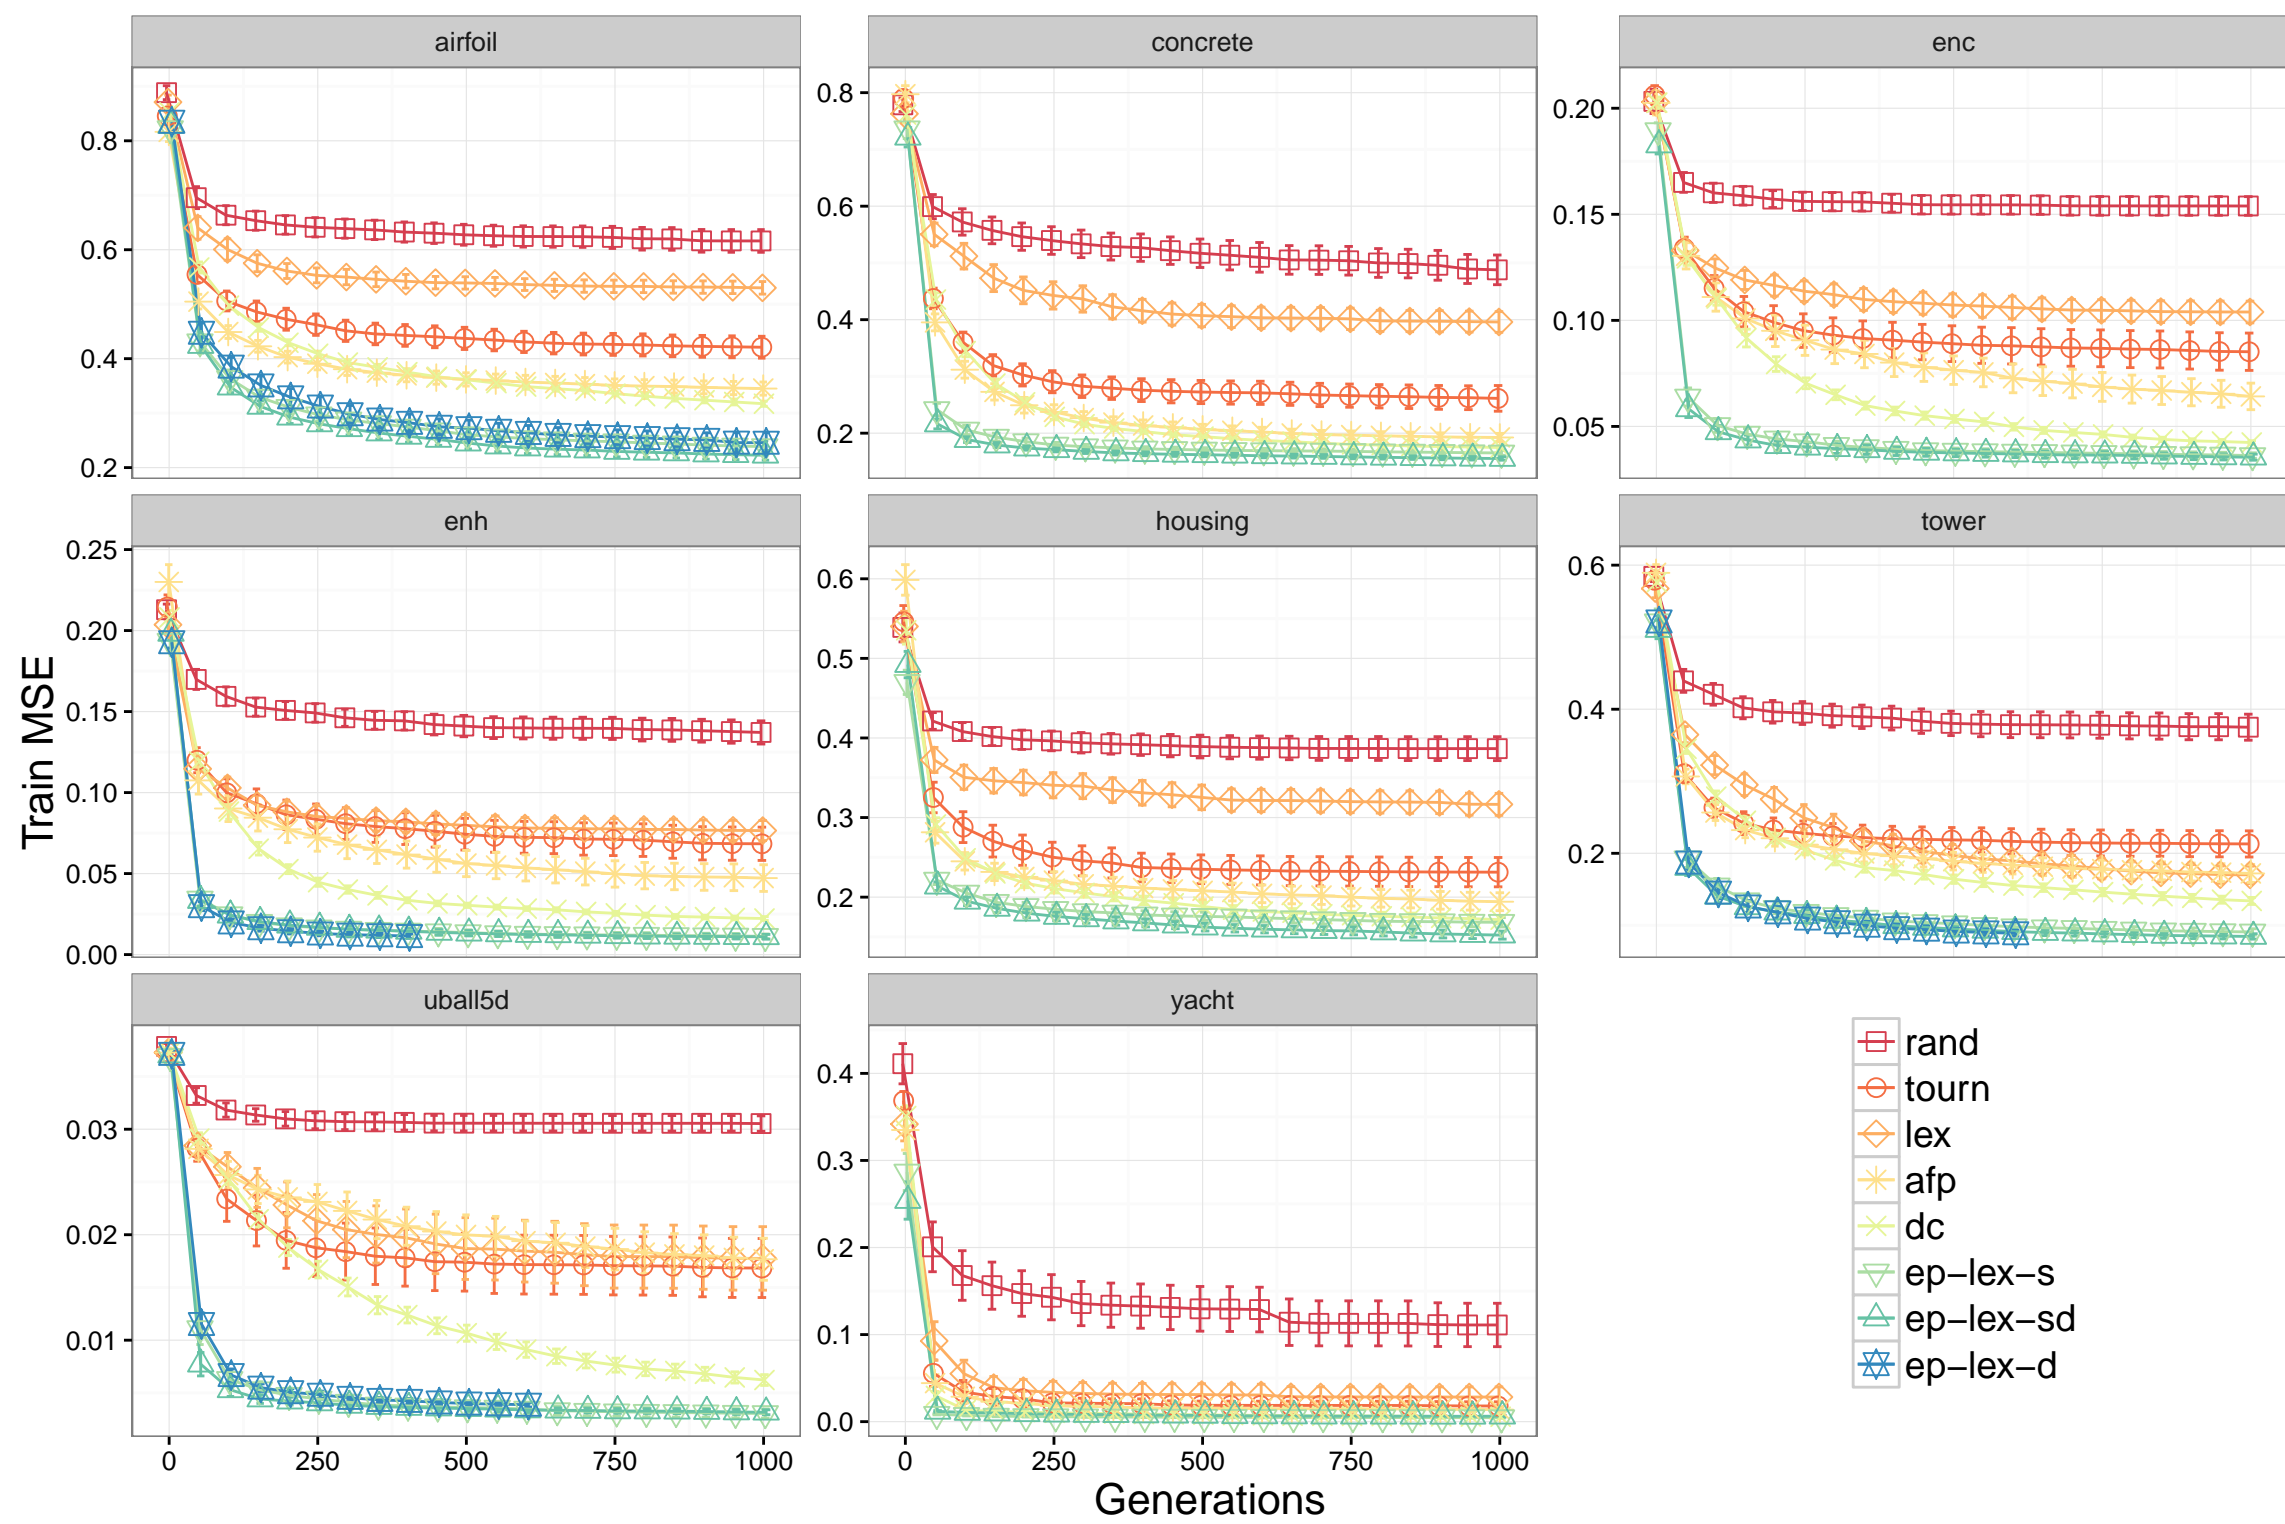 airfoil
concrete
enc
0.8
0.6
0.4
0.2
0.8
0.6
0.4
0.2
0.20
0.15
0.10
0.05
enh
housing
tower
0.25
0.20
0.15
0.10
0.05
0.00
0.6
0.5
0.4
0.3
0.2
0.6
0.4
0.2
Train MSE
uball5d
yacht
0.03
0.02
0.01
0.4
0.3
0.2
0.1
0.0
0 250 500 750 1000
0 250 500 750 1000
Generations
rand
tourn
lex
afp
dc
ep−lex−s
ep−lex−sd
ep−lex−d